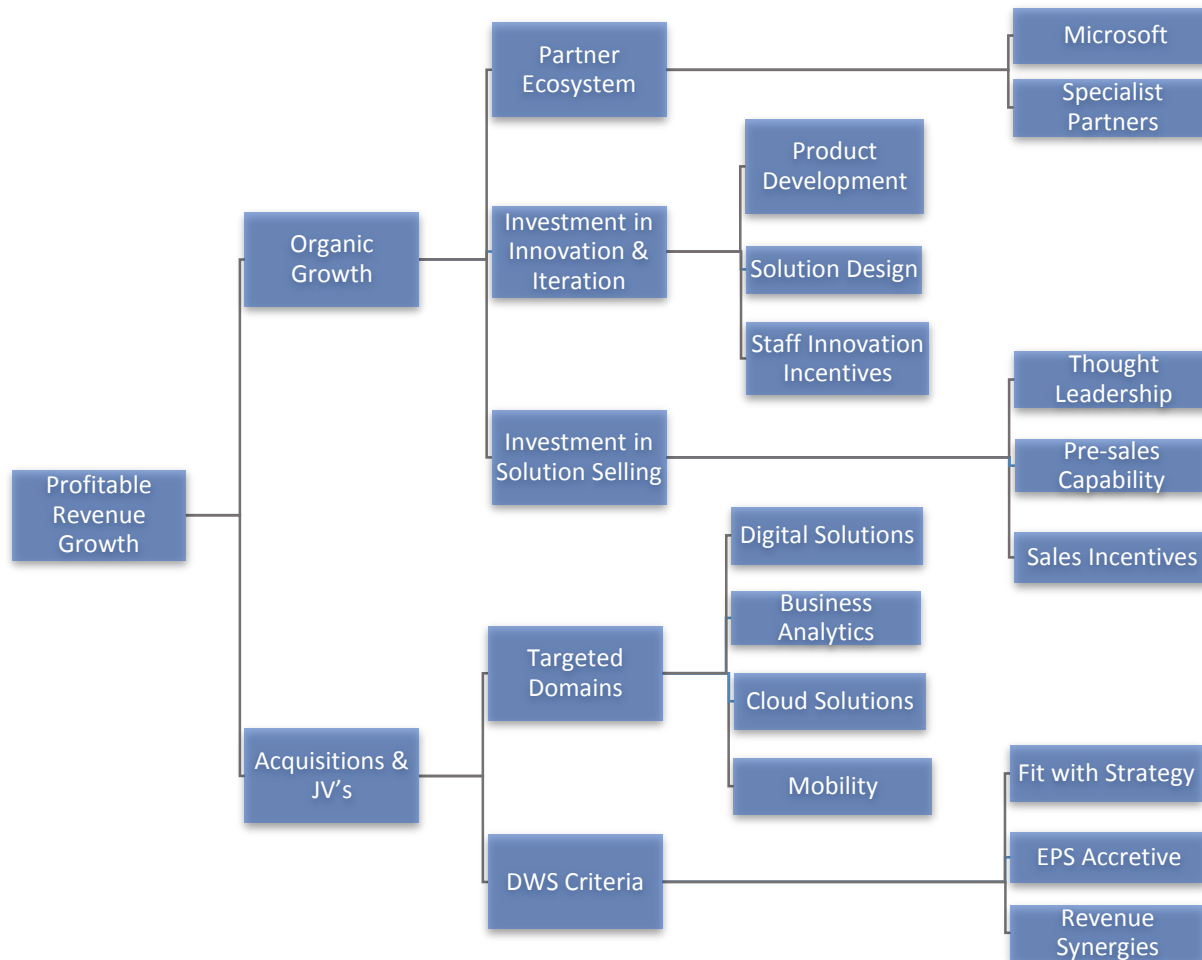 Partner
Ecosystem
Microsoft
Specialist
Partners
Product
Development
Organic
Growth
Investment in
Innovation &
Iteration
Solution Design
Staff Innovation
Incentives
Investment in
Solution Selling
Thought
Leadership
Pre-sales
Capability
Sales Incentives
Profitable
Revenue
Growth
Digital Solutions
Business
Analytics
Targeted
Domains
Cloud Solutions
Mobility
Acquisitions &
JV’s
DWS Criteria
Fit with Strategy
EPS Accretive
Revenue
Synergies